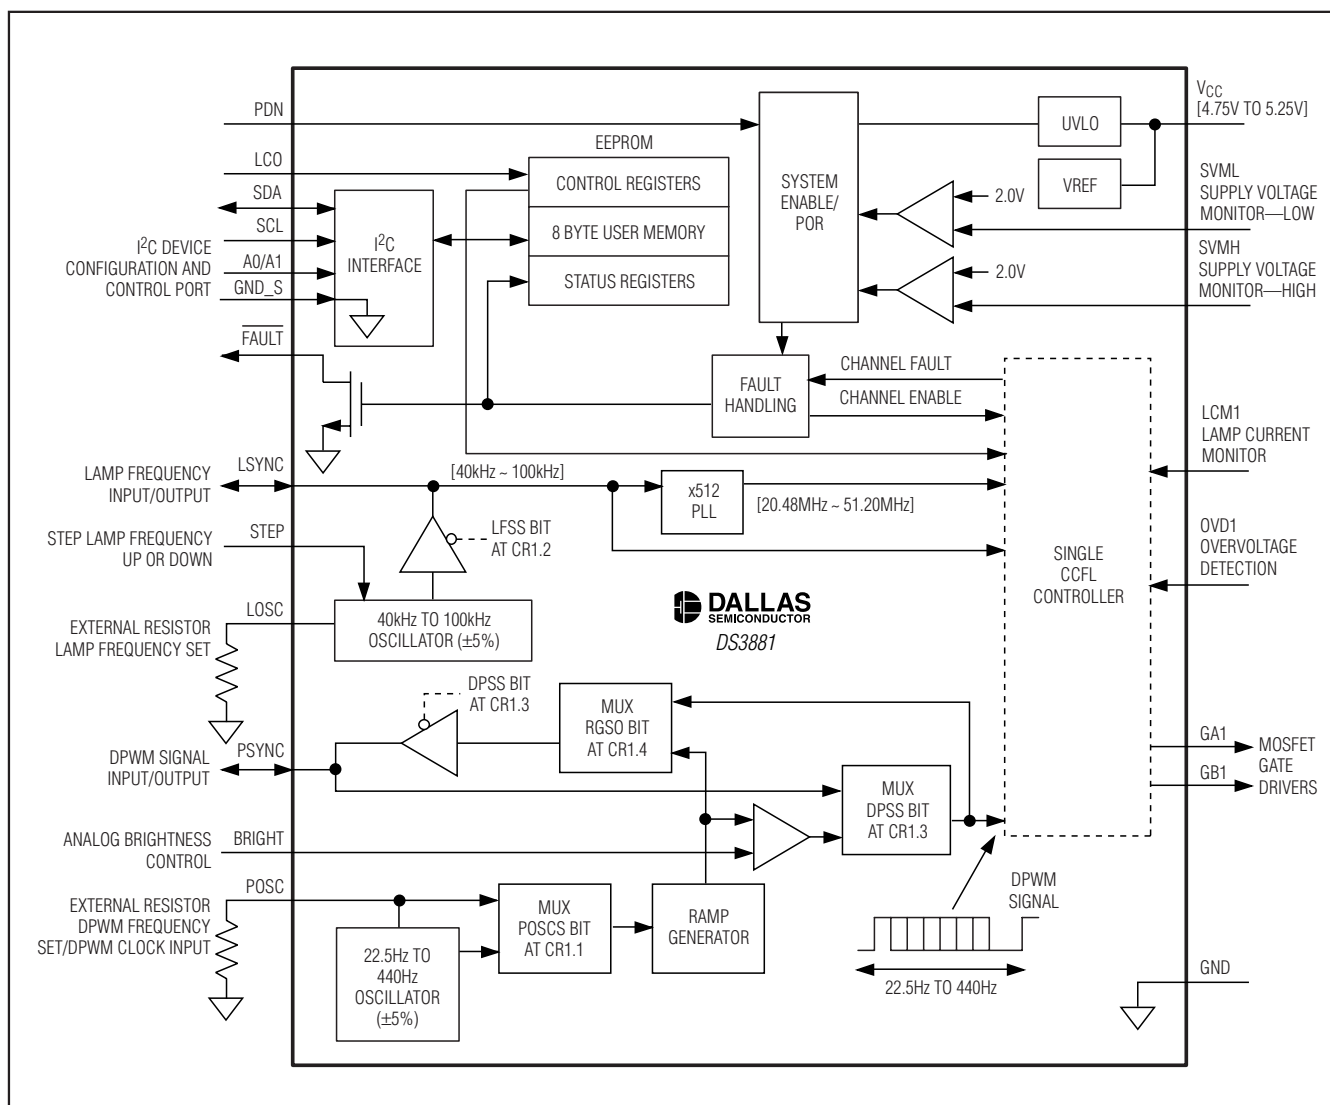 PDN
LCO
SDA
SCL
I²C DEVICE
CONFIGURATION AND
CONTROL PORT
A0/A1
GND_S
FAULT
I²C
INTERFACE
EEPROM
CONTROL REGISTERS
8 BYTE USER MEMORY
STATUS REGISTERS
SYSTEM
ENABLE/
POR
UVLO
VREF
2.0V
2.0V
VCC
[4.75V TO 5.25V]
SVML
SUPPLY VOLTAGE
MONITOR—LOW
SVMH
SUPPLY VOLTAGE
MONITOR—HIGH
FAULT
HANDLING
CHANNEL FAULT
CHANNEL ENABLE
LCM1
LAMP CURRENT
MONITOR
LAMP FREQUENCY
INPUT/OUTPUT
LSYNC
[40kHz ~ 100kHz]
x512
PLL
[20.48MHz ~ 51.20MHz]
LFSS BIT
AT CR1.2
STEP LAMP FREQUENCY
UP OR DOWN
STEP
OVD1
OVERVOLTAGE
DETECTION
SINGLE
CCFL
CONTROLLER
LOSC
EXTERNAL RESISTOR
LAMP FREQUENCY SET
40kHz TO 100kHz
OSCILLATOR (±5%)
DALLAS
SEMICONDUCTOR
DS3881
DPSS BIT
AT CR1.3
MUX
RGSO BIT
AT CR1.4
DPWM SIGNAL
INPUT/OUTPUT
PSYNC
MUX
DPSS BIT
AT CR1.3
GA1
GB1
MOSFET
GATE
DRIVERS
ANALOG BRIGHTNESS
CONTROL
BRIGHT
POSC
EXTERNAL RESISTOR
DPWM FREQUENCY
SET/DPWM CLOCK INPUT
22.5Hz TO
440Hz
OSCILLATOR
(±5%)
MUX
POSCS BIT
AT CR1.1
RAMP
GENERATOR
DPWM
SIGNAL
22.5Hz TO 440Hz
GND